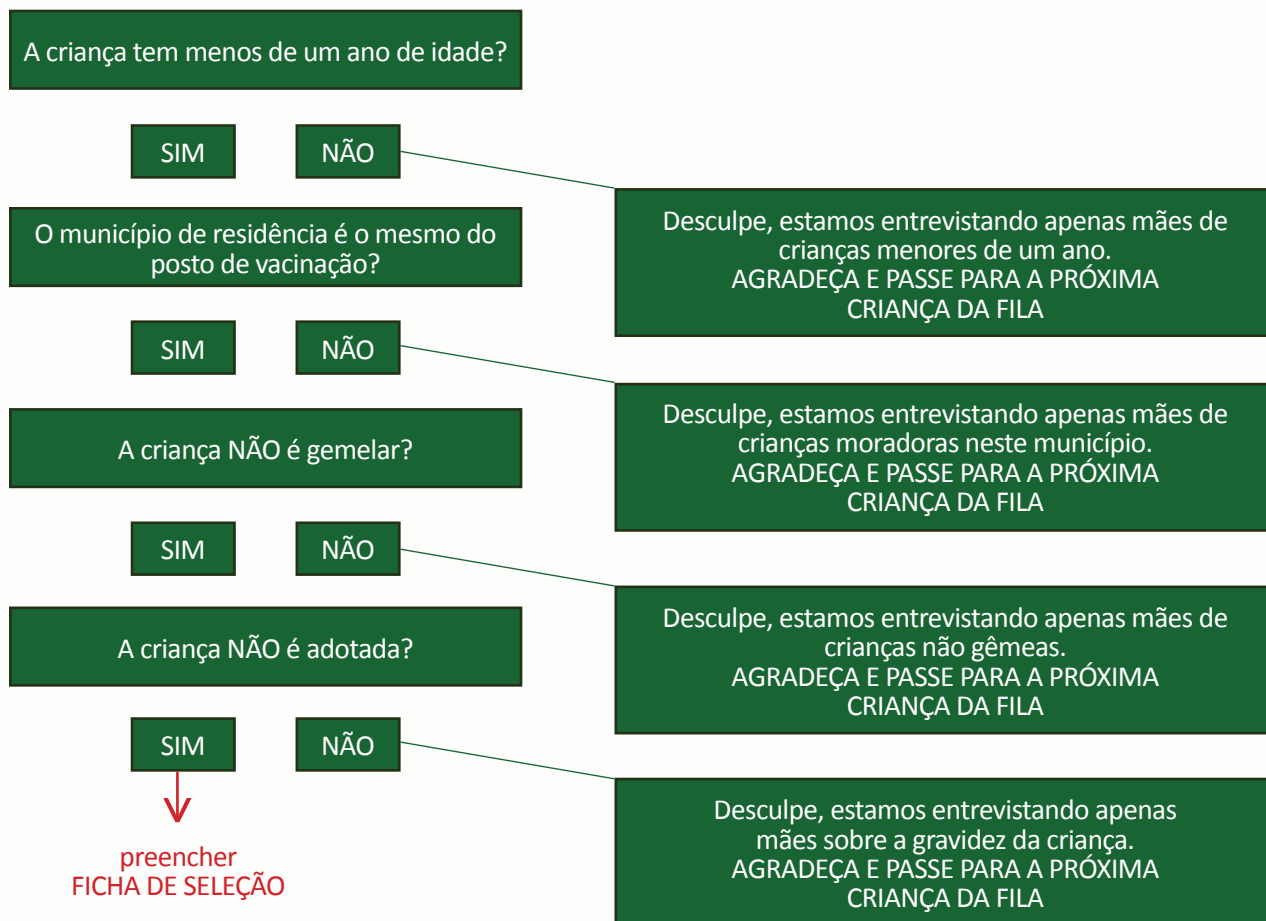 A criança tem menos de um ano de idade?
SIM
NÃO
Desculpe, estamos entrevistando apenas mães de
crianças menores de um ano.
AGRADEÇA E PASSE PARA A PRÓXIMA
CRIANÇA DA FILA
O município de residência é o mesmo do
posto de vacinação?
SIM
NÃO
Desculpe, estamos entrevistando apenas mães de
crianças moradoras neste município.
AGRADEÇA E PASSE PARA A PRÓXIMA
CRIANÇA DA FILA
A criança NÃO é gemelar?
SIM
NÃO
Desculpe, estamos entrevistando apenas mães de
crianças não gêmeas.
AGRADEÇA E PASSE PARA A PRÓXIMA
CRIANÇA DA FILA
A criança NÃO é adotada?
SIM
NÃO
Desculpe, estamos entrevistando apenas
mães sobre a gravidez da criança.
AGRADEÇA E PASSE PARA A PRÓXIMA
CRIANÇA DA FILA
preencher
FICHA DE SELEÇÃO